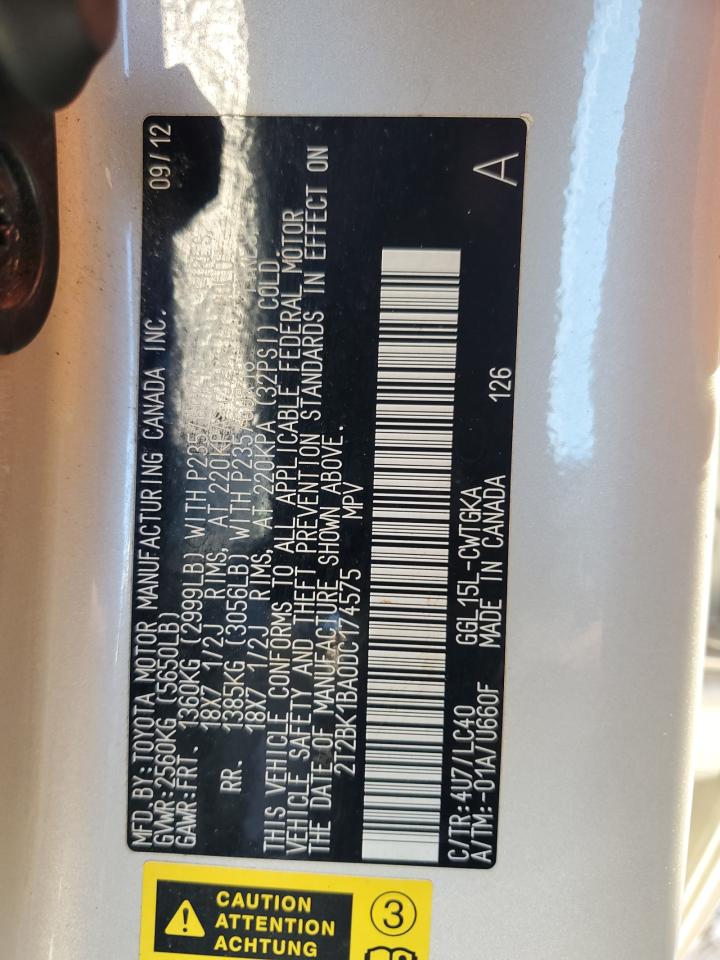 MFD. BY: TOYOTA MOTOR MANUFACTURING CANADA INC. 09/12
GVWR: 2560KG (5650LB)
GAWR: FRT. 1360KG (2999LB) WITH
18X7 1/2J RIMS, AT 220KPA
RR. 1385KG (3056LB) WITH
18X7 1/2J RIMS, AT 220KPA (32PSI) COLD.
THIS VEHICLE CONFORMS TO ALL APPLICABLE FEDERAL MOTOR
VEHICLE SAFETY AND THEFT PREVENTION STANDARDS IN EFFECT ON
THE DATE OF MANUFACTURE SHOWN ABOVE.
2T2BK1BA0DC174575 MPV
C/TR: 4U7/LC40 GGL15L-CWTGKA 126
A/TM: -01A/U660F MADE IN CANADA
A
CAUTION
ATTENTION
ACHTUNG
3